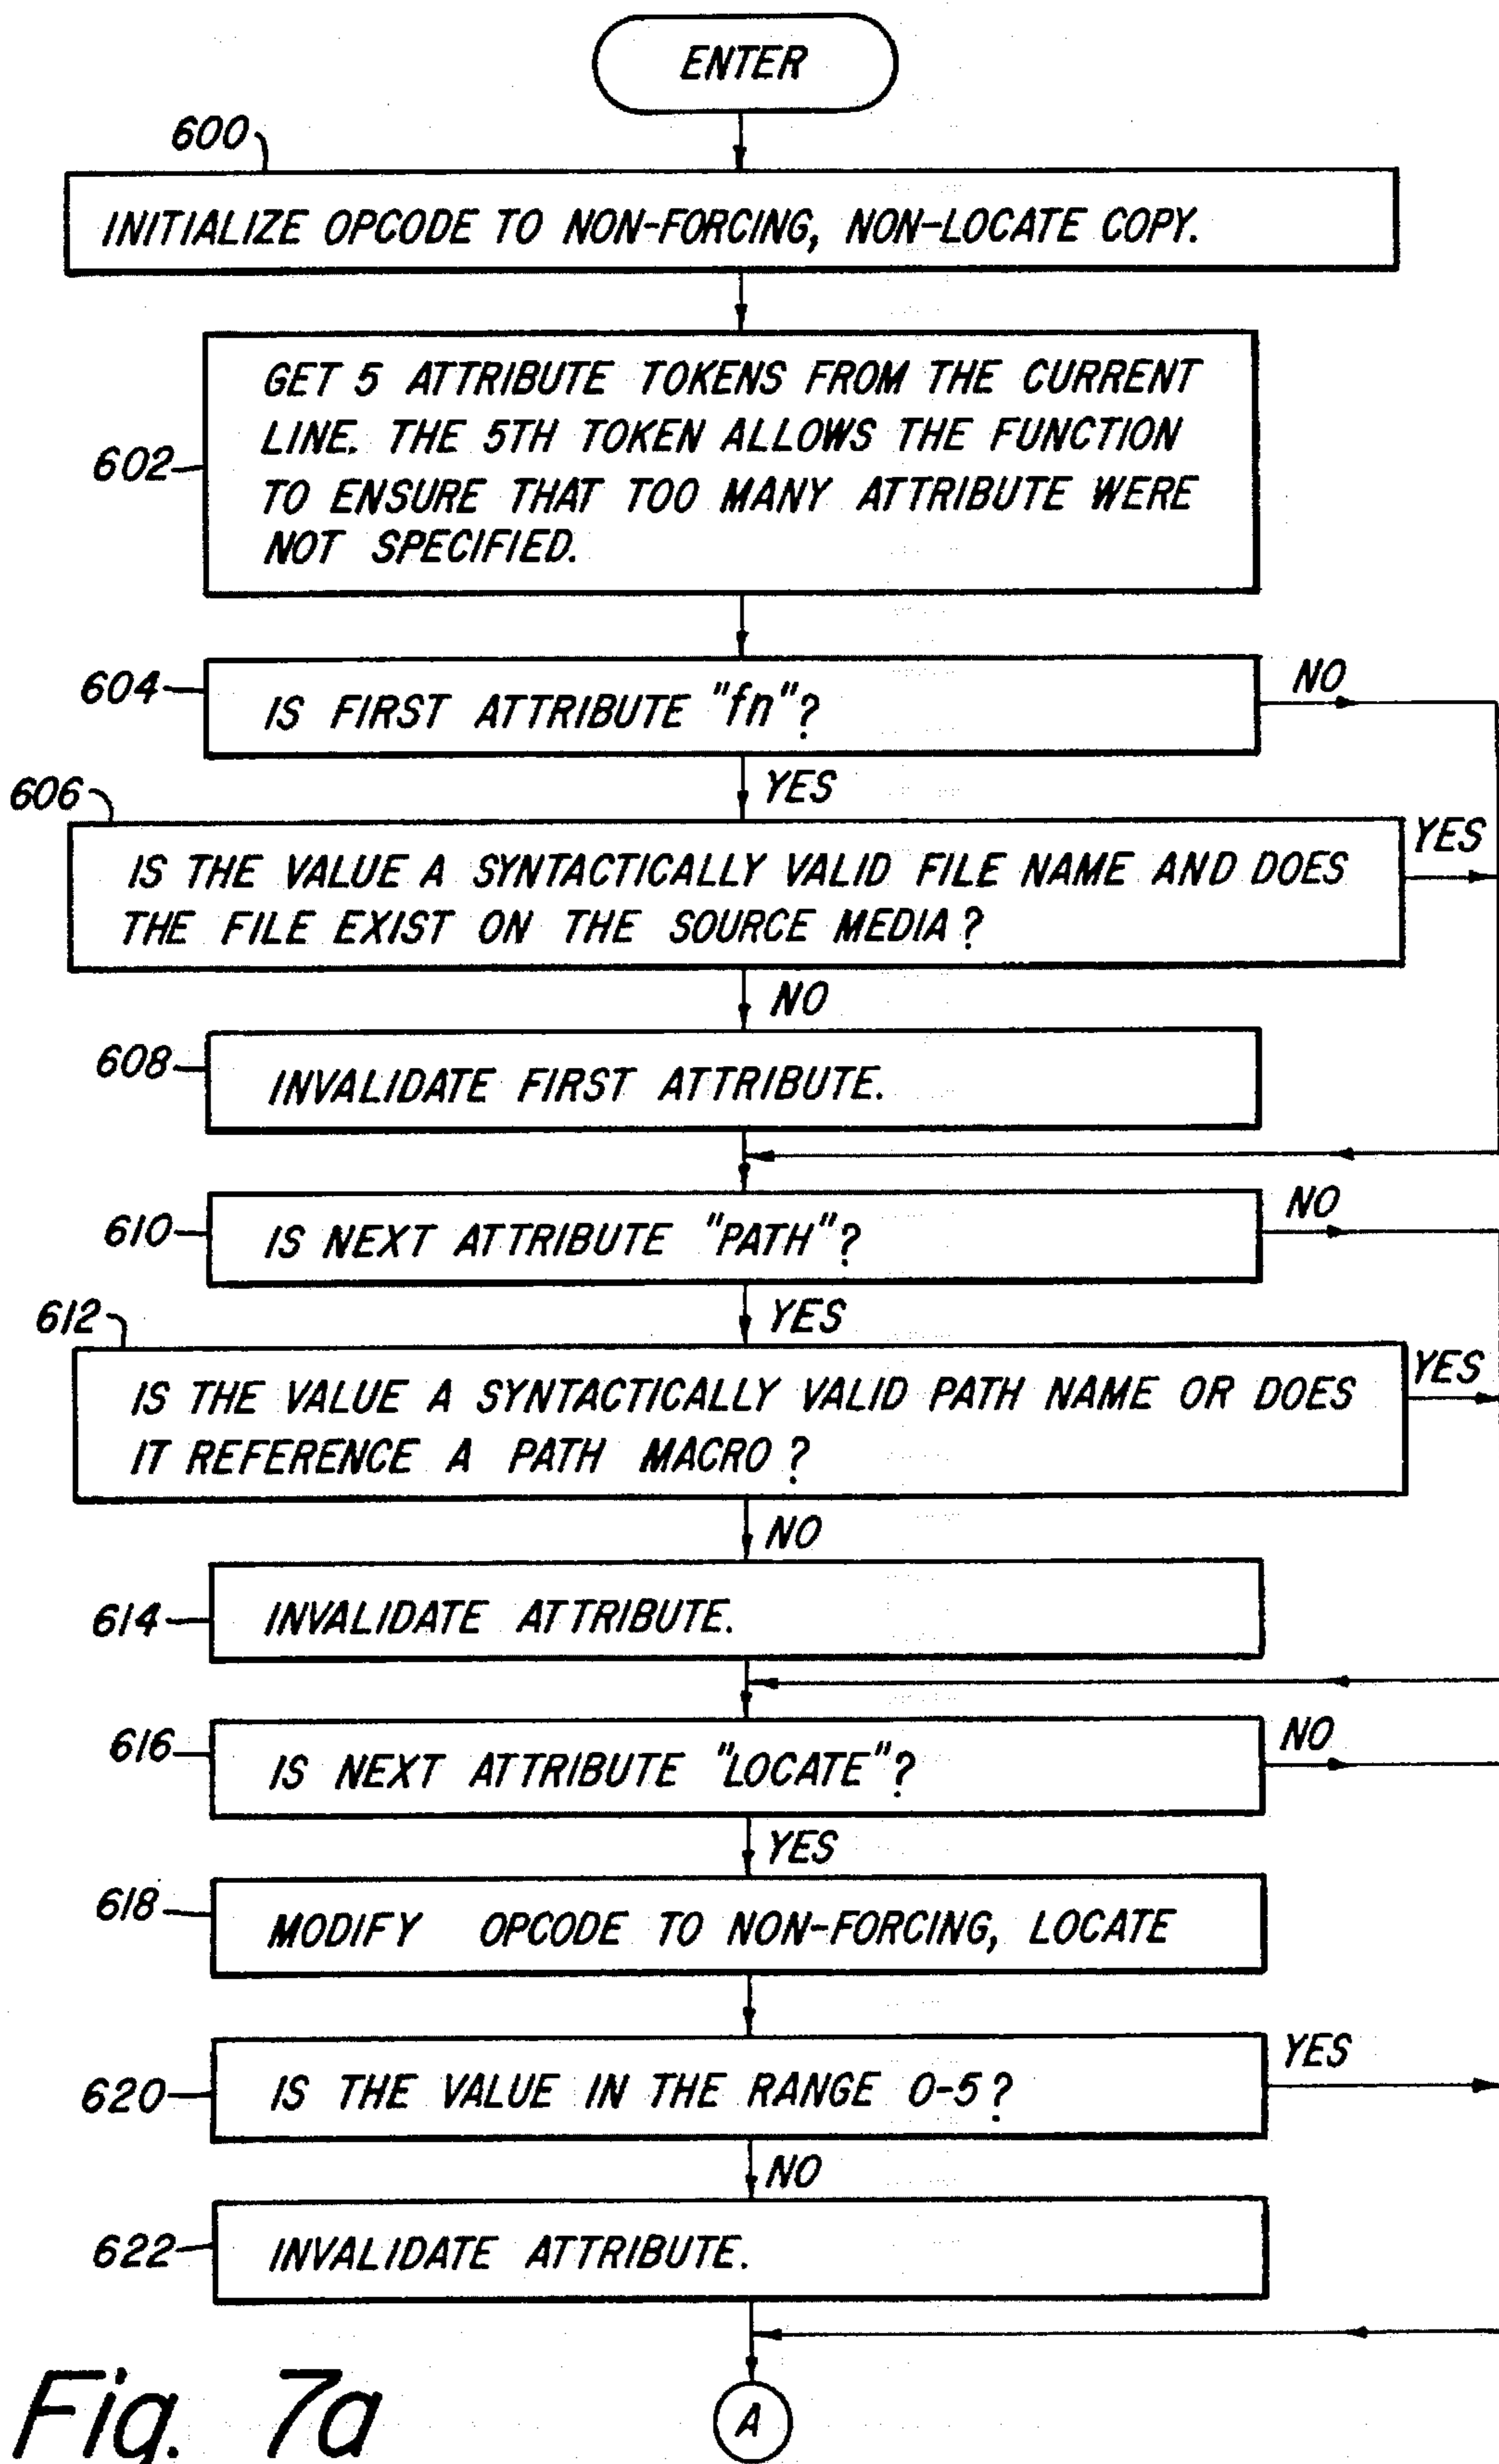 ENTER
600
INITIALIZE OPCODE TO NON-FORCING, NON-LOCATE COPY.
602
GET 5 ATTRIBUTE TOKENS FROM THE CURRENT
LINE. THE 5TH TOKEN ALLOWS THE FUNCTION
TO ENSURE THAT TOO MANY ATTRIBUTE WERE
NOT SPECIFIED.
604
IS FIRST ATTRIBUTE "fn"?
NO
YES
606
IS THE VALUE A SYNTACTICALLY VALID FILE NAME AND DOES
THE FILE EXIST ON THE SOURCE MEDIA?
YES
NO
608
INVALIDATE FIRST ATTRIBUTE.
610
IS NEXT ATTRIBUTE "PATH"?
NO
YES
612
IS THE VALUE A SYNTACTICALLY VALID PATH NAME OR DOES
IT REFERENCE A PATH MACRO?
YES
NO
614
INVALIDATE ATTRIBUTE.
616
IS NEXT ATTRIBUTE "LOCATE"?
NO
YES
618
MODIFY OPCODE TO NON-FORCING, LOCATE
620
IS THE VALUE IN THE RANGE 0-5?
YES
NO
622
INVALIDATE ATTRIBUTE.
A
Fig. 7a